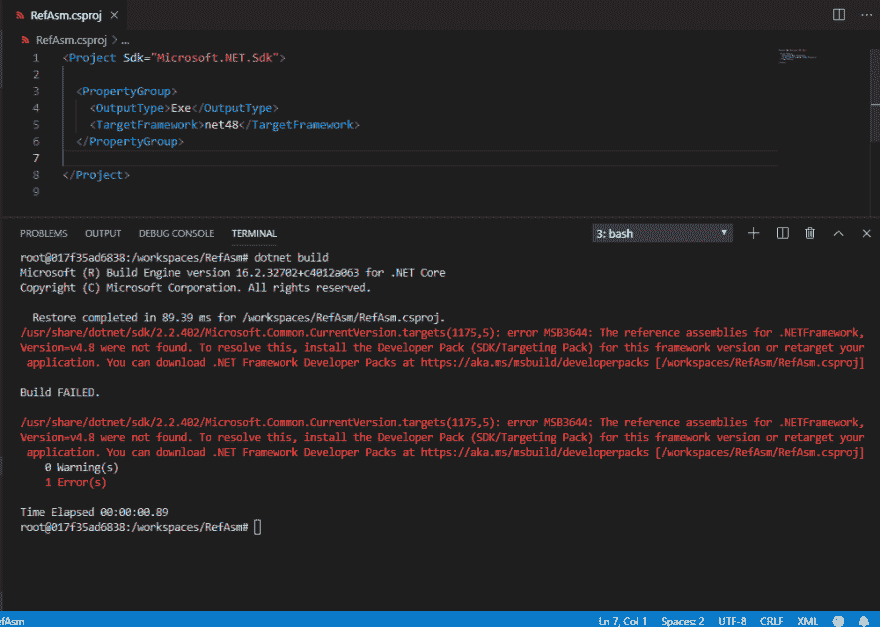 RefAsm.csproj
RefAsm.csproj > ...
1 <Project Sdk="Microsoft.NET.Sdk">
2
3 <PropertyGroup>
4 <OutputType>Exe</OutputType>
5 <TargetFramework>net48</TargetFramework>
6 </PropertyGroup>
7
8 </Project>
9
PROBLEMS OUTPUT DEBUG CONSOLE TERMINAL 3: bash
root@017f35ad6838:/workspaces/RefAsm# dotnet build
Microsoft (R) Build Engine version 16.2.32702+c4012a063 for .NET Core
Copyright (C) Microsoft Corporation. All rights reserved.
Restore completed in 89.39 ms for /workspaces/RefAsm/RefAsm.csproj.
/usr/share/dotnet/sdk/2.2.402/Microsoft.Common.CurrentVersion.targets(1175,5): error MSB3644: The reference assemblies for .NETFramework,
Version=v4.8 were not found. To resolve this, install the Developer Pack (SDK/Targeting Pack) for this framework version or retarget your
application. You can download .NET Framework Developer Packs at https://aka.ms/msbuild/developerpacks [/workspaces/RefAsm/RefAsm.csproj]
Build FAILED.
/usr/share/dotnet/sdk/2.2.402/Microsoft.Common.CurrentVersion.targets(1175,5): error MSB3644: The reference assemblies for .NETFramework,
Version=v4.8 were not found. To resolve this, install the Developer Pack (SDK/Targeting Pack) for this framework version or retarget your
application. You can download .NET Framework Developer Packs at https://aka.ms/msbuild/developerpacks [/workspaces/RefAsm/RefAsm.csproj]
0 Warning(s)
1 Error(s)
Time Elapsed 00:00:00.89
root@017f35ad6838:/workspaces/RefAsm#
efAsm Ln 7, Col 1 Spaces: 2 UTF-8 CRLF XML